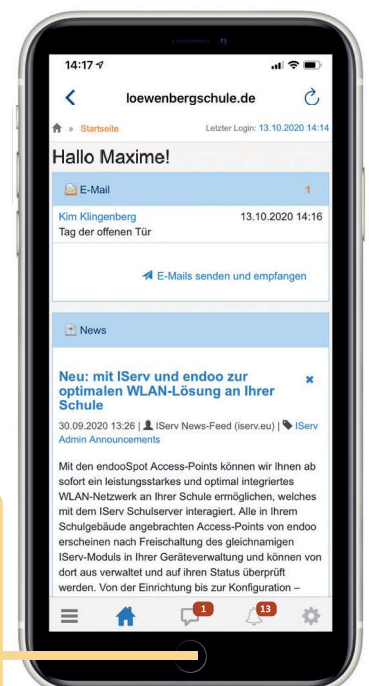 14:17
loewenbergschule.de
» Startseite Letzter Login: 13.10.2020 14:14
Hallo Maxime!
E-Mail 1
Kim Klingenberg 13.10.2020 14:16
Tag der offenen Tür
E-Mails senden und empfangen
News
Neu: mit IServ und endoo zur
optimalen WLAN-Lösung an Ihrer
Schule
30.09.2020 13:26 | IServ News-Feed (iserv.eu) | IServ
Admin Announcements
Mit den endooSpot Access-Points können wir Ihnen ab
sofort ein leistungsstarkes und optimal integriertes
WLAN-Netzwerk an Ihrer Schule ermöglichen, welches
mit dem IServ Schulserver interagiert. Alle in Ihrem
Schulgebäude angebrachten Access-Points von endoo
erscheinen nach Freischaltung des gleichnamigen
IServ-Moduls in Ihrer Geräteverwaltung und können von
dort aus verwaltet und auf ihren Status überprüft
werden. Von der Einrichtung bis zur Konfiguration –
1 13